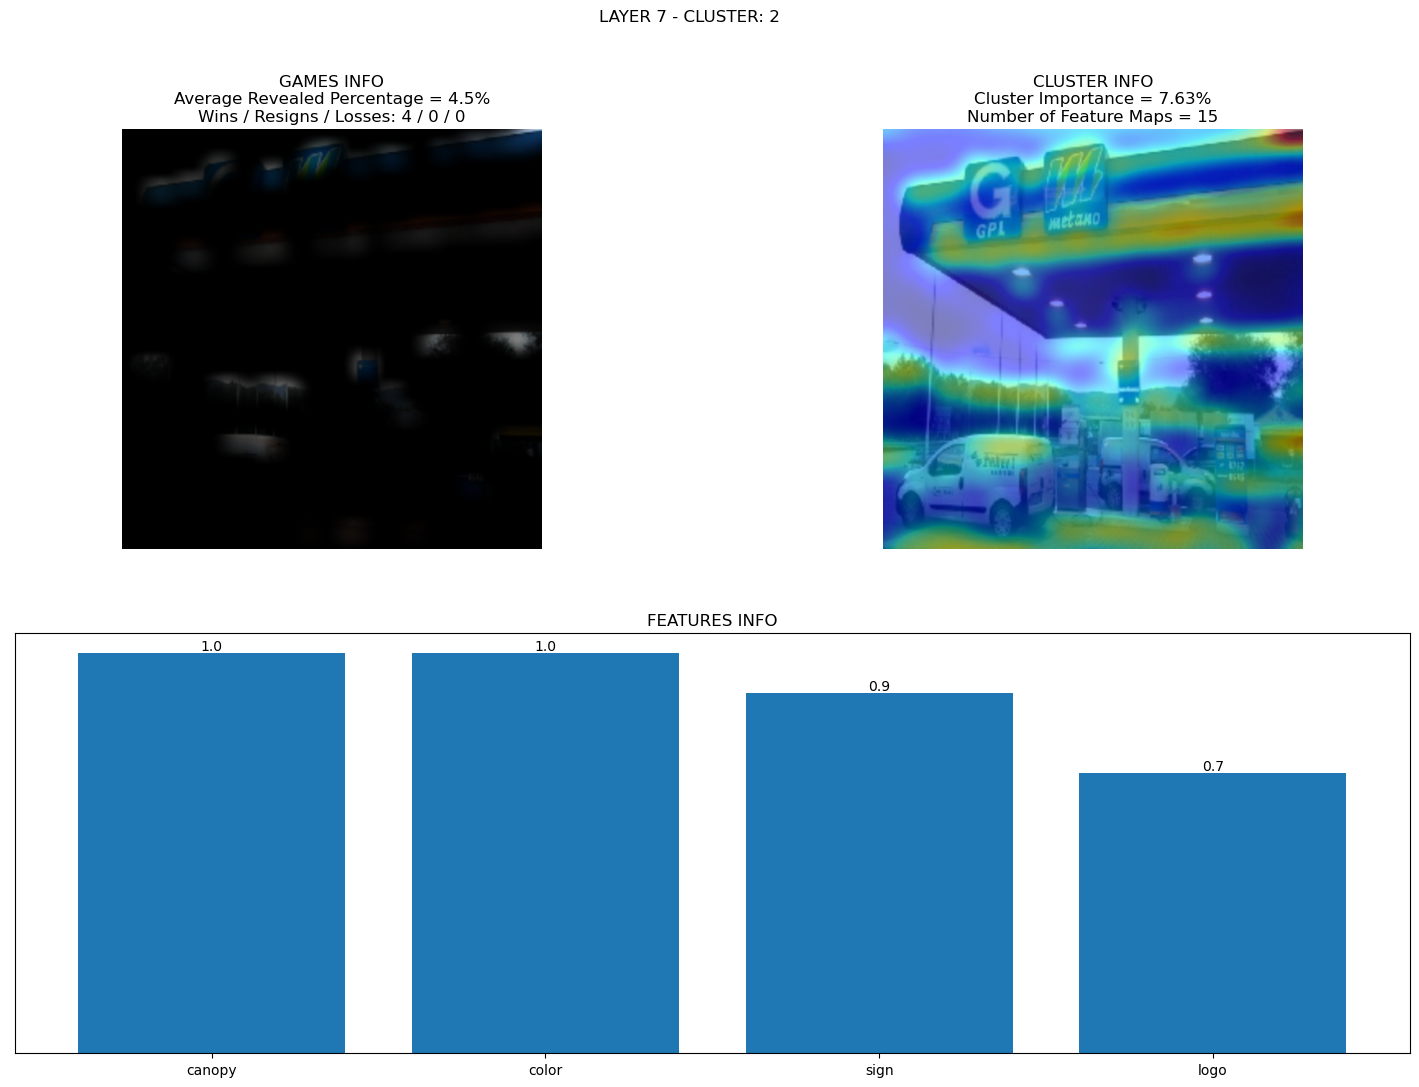 LAYER 7 - CLUSTER: 2
GAMES INFO
Average Revealed Percentage = 4.5%
Wins / Resigns / Losses: 4 / 0 / 0
CLUSTER INFO
Cluster Importance = 7.63%
Number of Feature Maps = 15
G
GPL
metano
FEATURES INFO
1.0
1.0
0.9
0.7
canopy
color
sign
logo